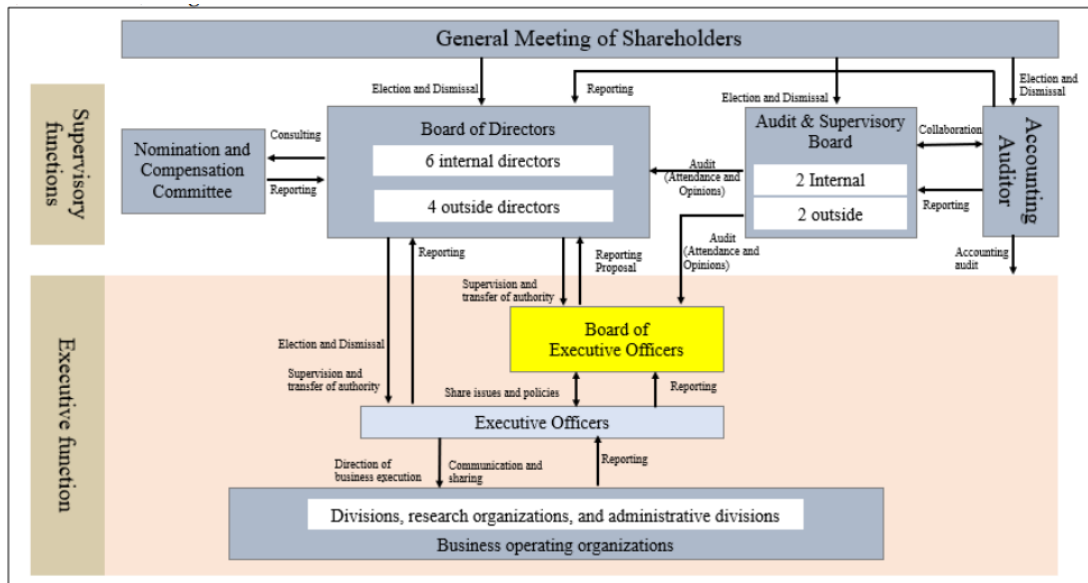 General Meeting of Shareholders
Supervisory
functions
Election and Dismissal
Reporting
Election and Dismissal
Election and
Dismissal
Nomination and
Compensation
Committee
Consulting
Reporting
Board of Directors
6 internal directors
4 outside directors
Audit
(Attendance and
Opinions)
Audit & Supervisory
Board
2 Internal
2 outside
Collaboration
Reporting
Accounting
Auditor
Reporting
Reporting
Proposal
Audit
(Attendance and
Opinions)
Accounting
audit
Executive function
Supervision and
transfer of authority
Board of
Executive Officers
Election and Dismissal
Supervision and
transfer of authority
Share issues and policies
Reporting
Executive Officers
Direction of
business execution
Communication and
sharing
Reporting
Divisions, research organizations, and administrative divisions
Business operating organizations